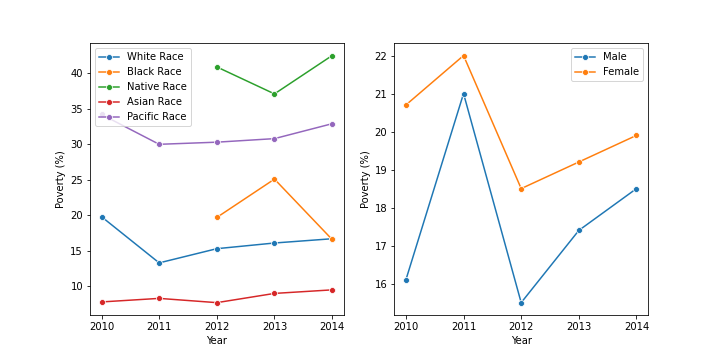 White Race
Black Race
Native Race
Asian Race
Pacific Race
40
35
30
25
20
15
10
Poverty (%)
2010 2011 2012 2013 2014
Year
Male
Female
22
21
20
19
18
17
16
Poverty (%)
2010 2011 2012 2013 2014
Year